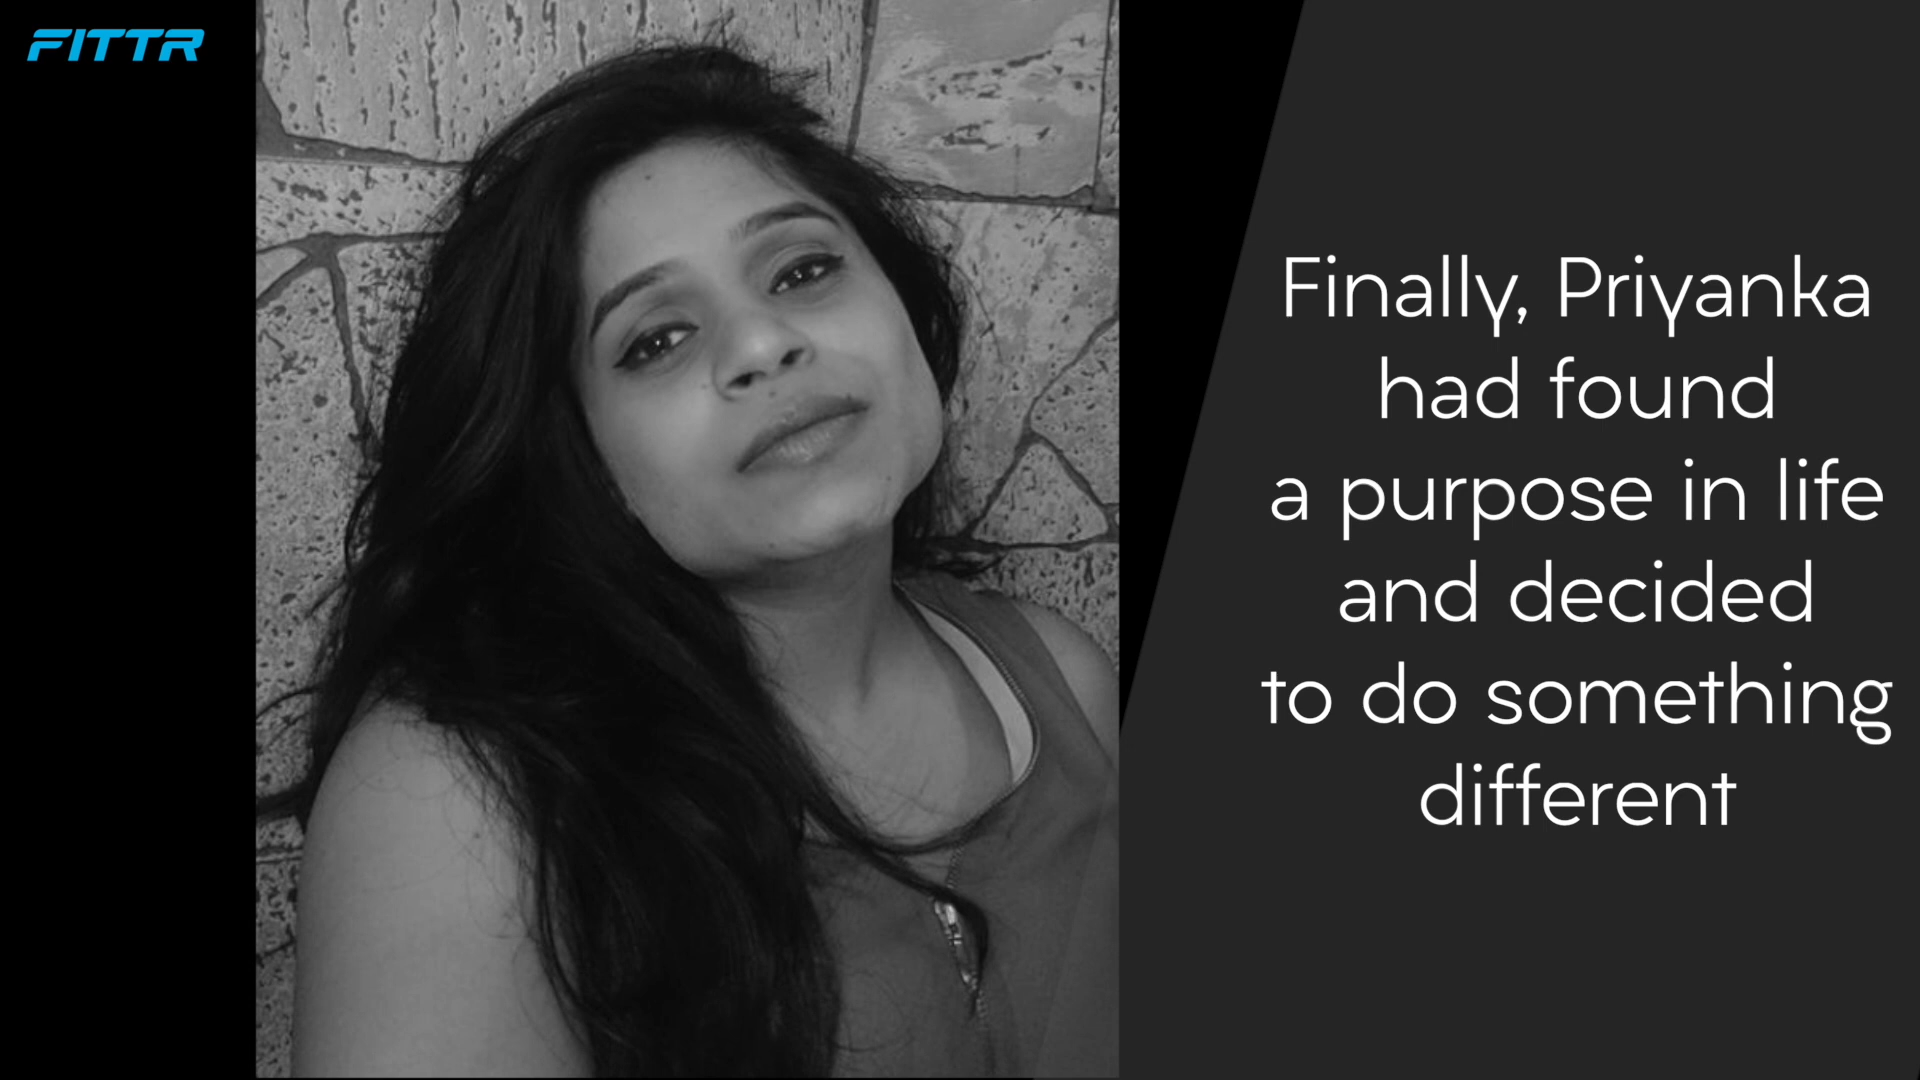 FITTR
Finally, Priyanka
had found
a purpose in life
and decided
to do something
different